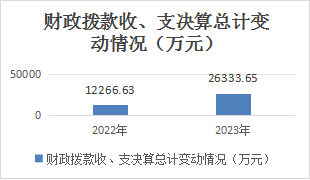 财政拨款收、支决算总计变
动情况（万元）
50000
26333.65
12266.63
0
2022年
2023年
财政拨款收、支决算总计变动情况（万元）